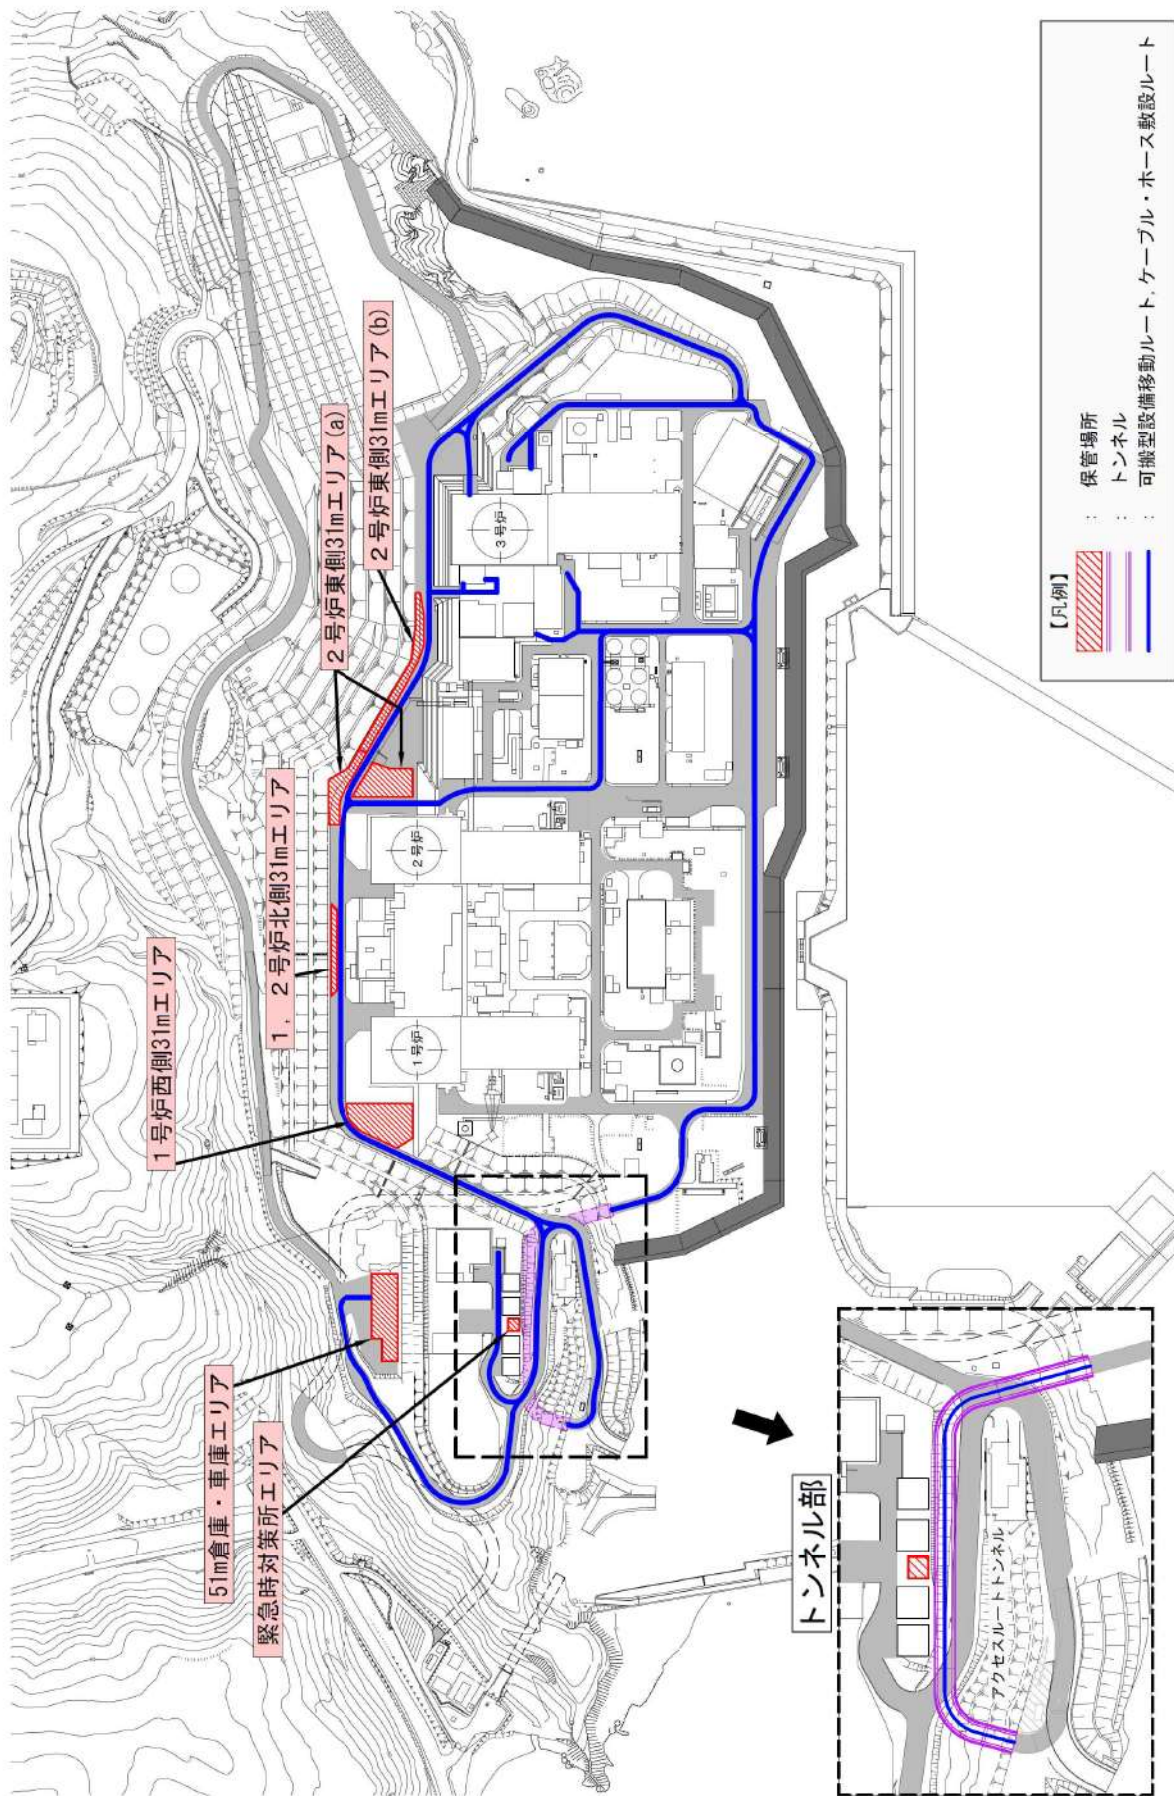 51m倉庫・車庫エリア
緊急時対策所エリア
1号炉西側31mエリア
1，2号炉北側31mエリア
2号炉東側31mエリア(a)
2号炉東側31mエリア(b)
1号炉
2号炉
3号炉
トンネル部
アクセスルートトンネル
【凡例】
： 保管場所
： トンネル
： 可搬型設備移動ルート，ケーブル・ホース敷設ルート